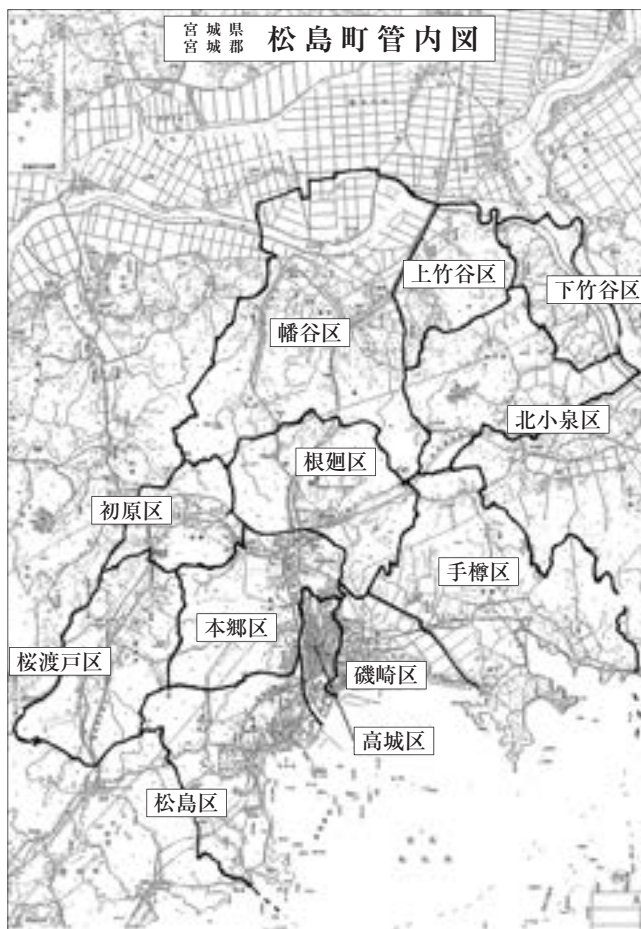 宮城県
宮城郡
松島町管内図
上竹谷区
下竹谷区
幡谷区
北小泉区
根廻区
初原区
手樽区
本郷区
桜渡戸区
磯崎区
高城区
松島区